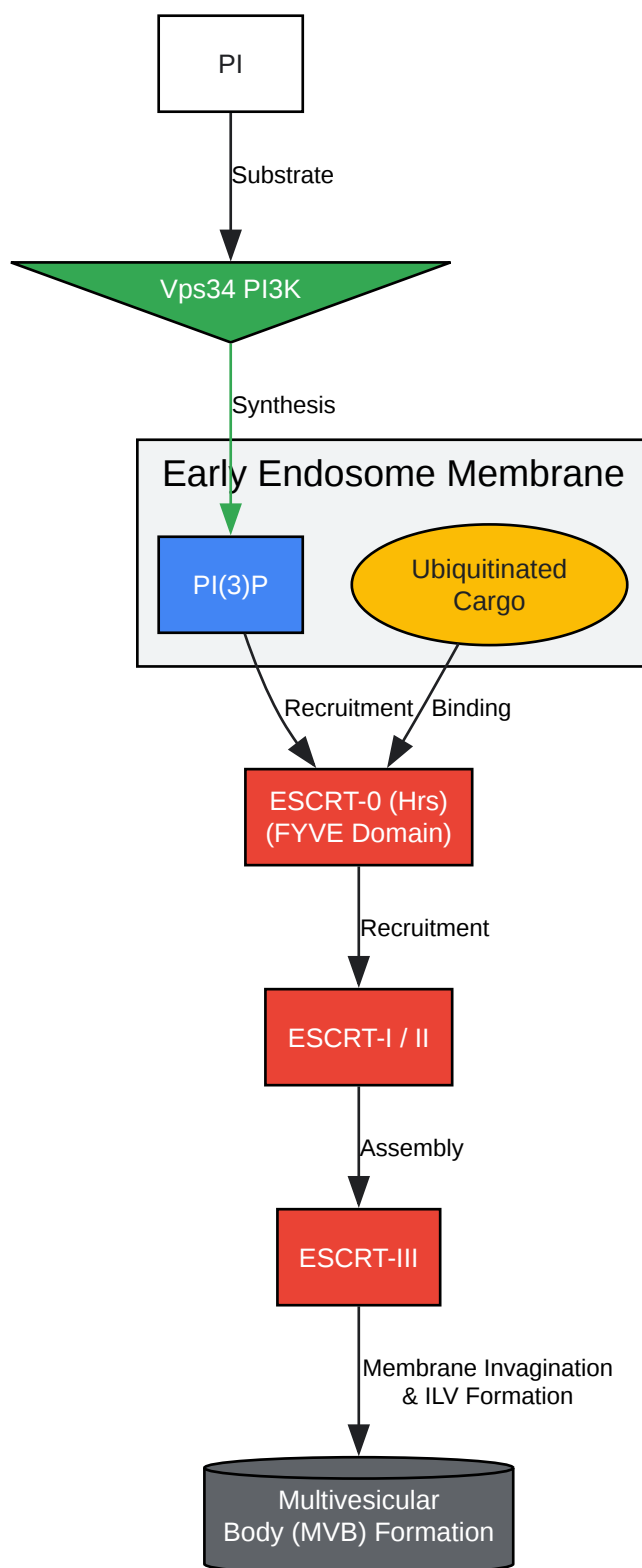 PI
Substrate
Vps34 PI3K
Synthesis
Early Endosome Membrane
PI(3)P
Ubiquitinated
Cargo
Recruitment
Binding
ESCRT-0 (Hrs)
(FYVE Domain)
Recruitment
ESCRT-I / II
Assembly
ESCRT-III
Membrane Invagination
& ILV Formation
Multivesicular
Body (MVB) Formation